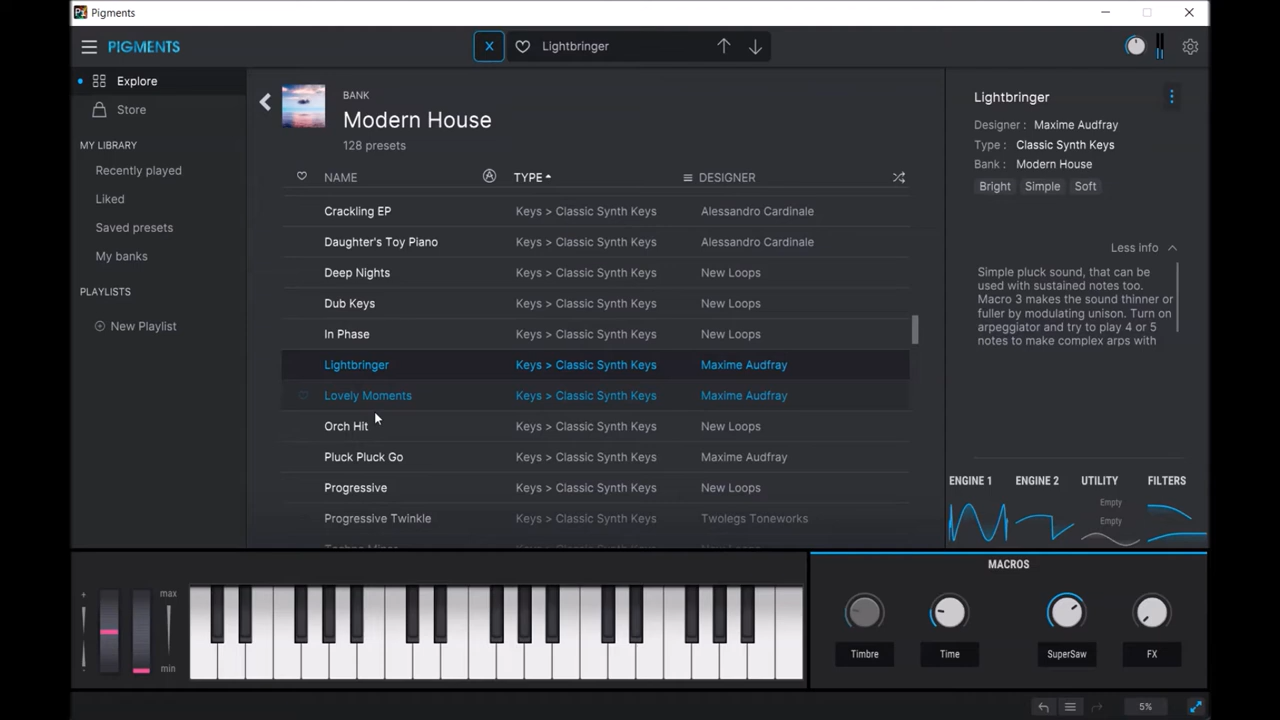 Pigments
PIGMENTS
X
Lightbringer
Explore
Store
MY LIBRARY
Recently played
Liked
Saved presets
My banks
PLAYLISTS
New Playlist
BANK
Modern House
128 presets
NAME TYPE DESIGNER
Crackling EP Keys > Classic Synth Keys Alessandro Cardinale
Daughter's Toy Piano Keys > Classic Synth Keys Alessandro Cardinale
Deep Nights Keys > Classic Synth Keys New Loops
Dub Keys Keys > Classic Synth Keys New Loops
In Phase Keys > Classic Synth Keys New Loops
Lightbringer Keys > Classic Synth Keys Maxime Audfray
Lovely Moments Keys > Classic Synth Keys Maxime Audfray
Orch Hit Keys > Classic Synth Keys New Loops
Pluck Pluck Go Keys > Classic Synth Keys Maxime Audfray
Progressive Keys > Classic Synth Keys New Loops
Progressive Twinkle Keys > Classic Synth Keys Twolegs Toneworks
Lightbringer
Designer : Maxime Audfray
Type : Classic Synth Keys
Bank : Modern House
Bright Simple Soft
Less info
Simple pluck sound, that can be
used with sustained notes too.
Macro 3 makes the sound thinner or
fuller by modulating unison. Turn on
arpeggiator and try to play 4 or 5
notes to make complex arps with
ENGINE 1 ENGINE 2 UTILITY FILTERS
Empty
Empty
+
-
max
min
MACROS
Timbre Time SuperSaw FX
5%